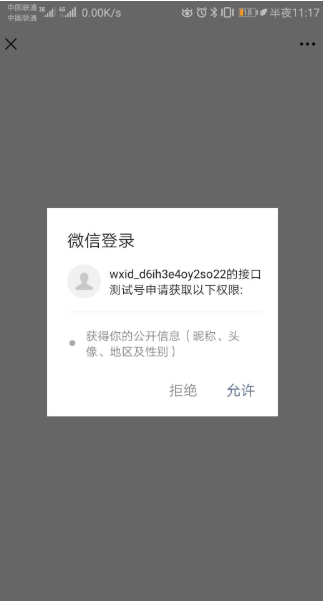 中国联通
中国联通
3G
4G
0.00K/s
18
半夜11:17
微信登录
wxid_d6ih3e4oy2so22的接口
测试号申请获取以下权限:
获得你的公开信息（昵称、头
像、地区及性别）
拒绝
允许